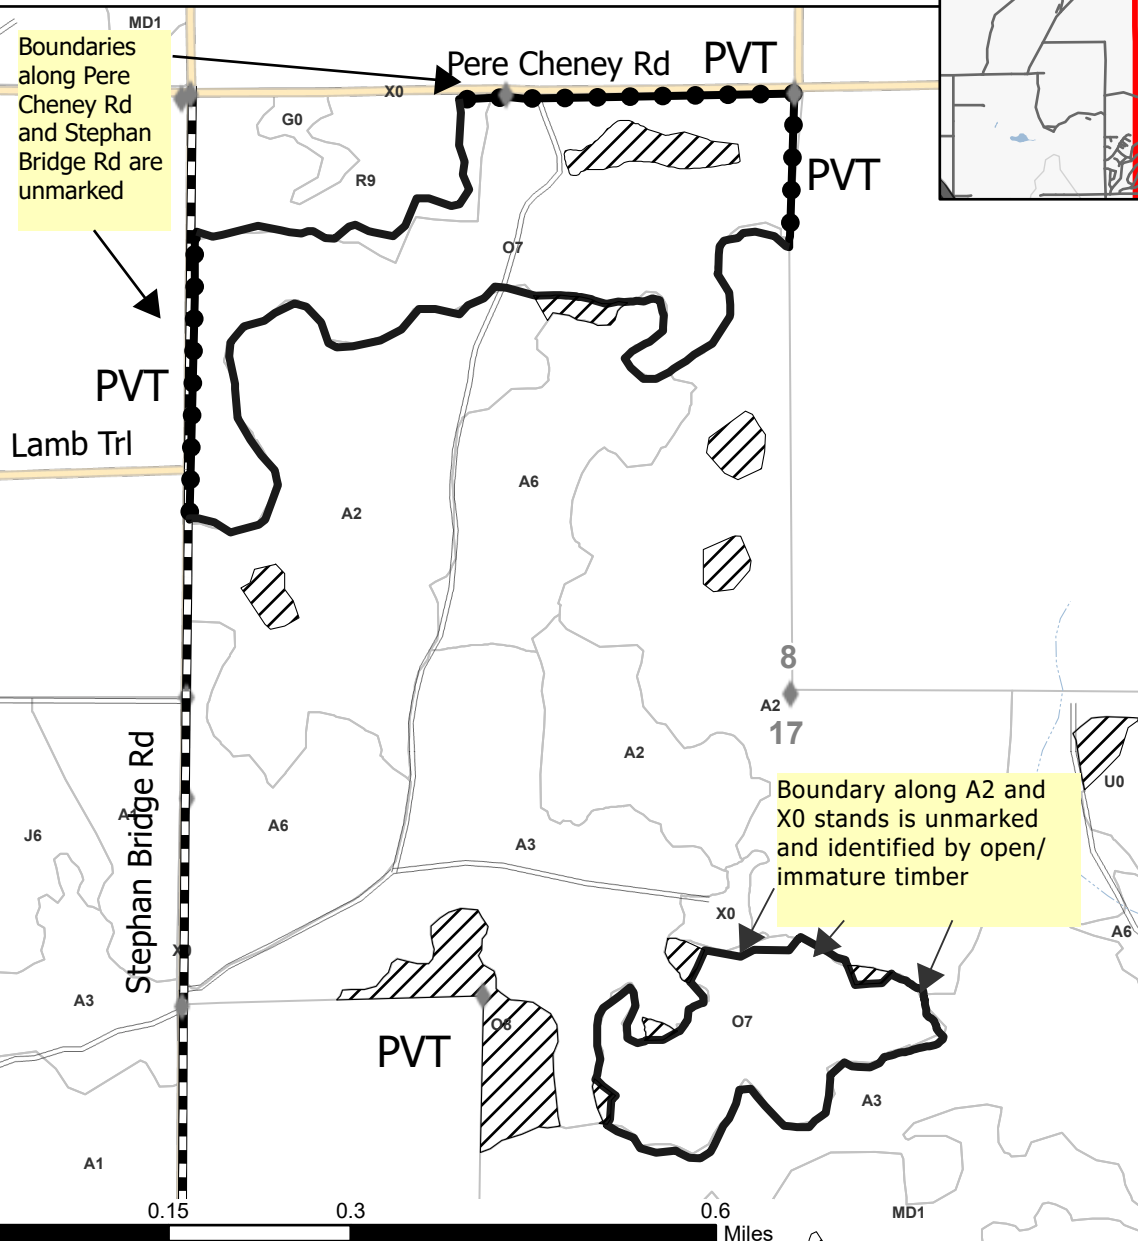 MD1
Boundaries
along Pere
Cheney Rd
and Stephan
Bridge Rd are
unmarked
Pere Cheney Rd
PVT
X0
G0
R9
PVT
O7
PVT
Lamb Trl
A6
A2
8
A2
17
Stephan Bridge Rd
A2
U0
Boundary along A2 and
X0 stands is unmarked
and identified by open/
immature timber
J6
A6
A3
X0
A6
A3
O6
O7
PVT
A3
A1
MD1
0.15
0.3
0.6
Miles